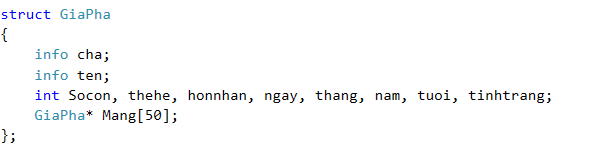 struct GiaPha
{
    info cha;
    info ten;
    int Socon, thehe, honnhan, ngay, thang, nam, tuoi, tinhtrang;
    GiaPha* Mang[50];
};